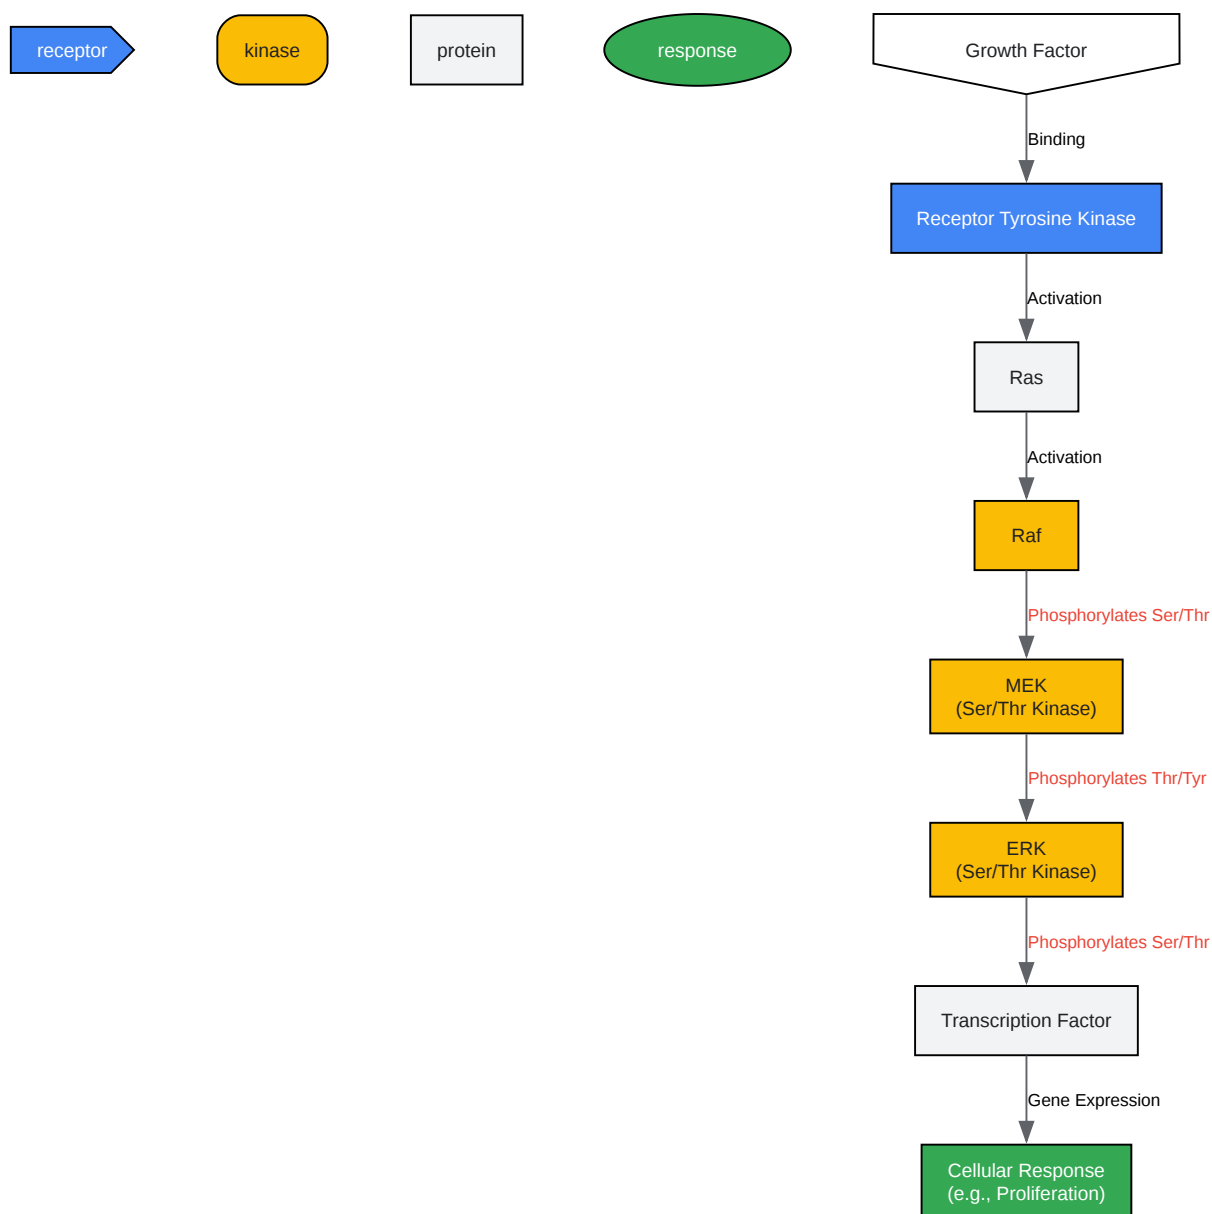 receptor
kinase
protein
response
Growth Factor
Binding
Receptor Tyrosine Kinase
Activation
Ras
Activation
Raf
Phosphorylates Ser/Thr
MEK
(Ser/Thr Kinase)
Phosphorylates Thr/Tyr
ERK
(Ser/Thr Kinase)
Phosphorylates Ser/Thr
Transcription Factor
Gene Expression
Cellular Response
(e.g., Proliferation)